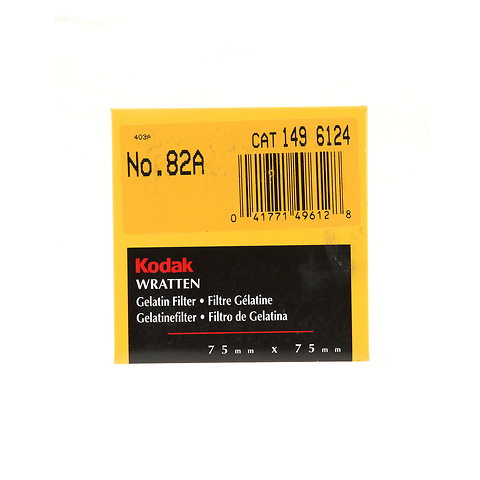 403A
CAT 149 6124
No.82A
0 41771 49612 8
Kodak
WRATTEN
Gelatin Filter • Filtre Gélatine
Gelatinefilter • Filtro de Gelatina
75mm x 75mm